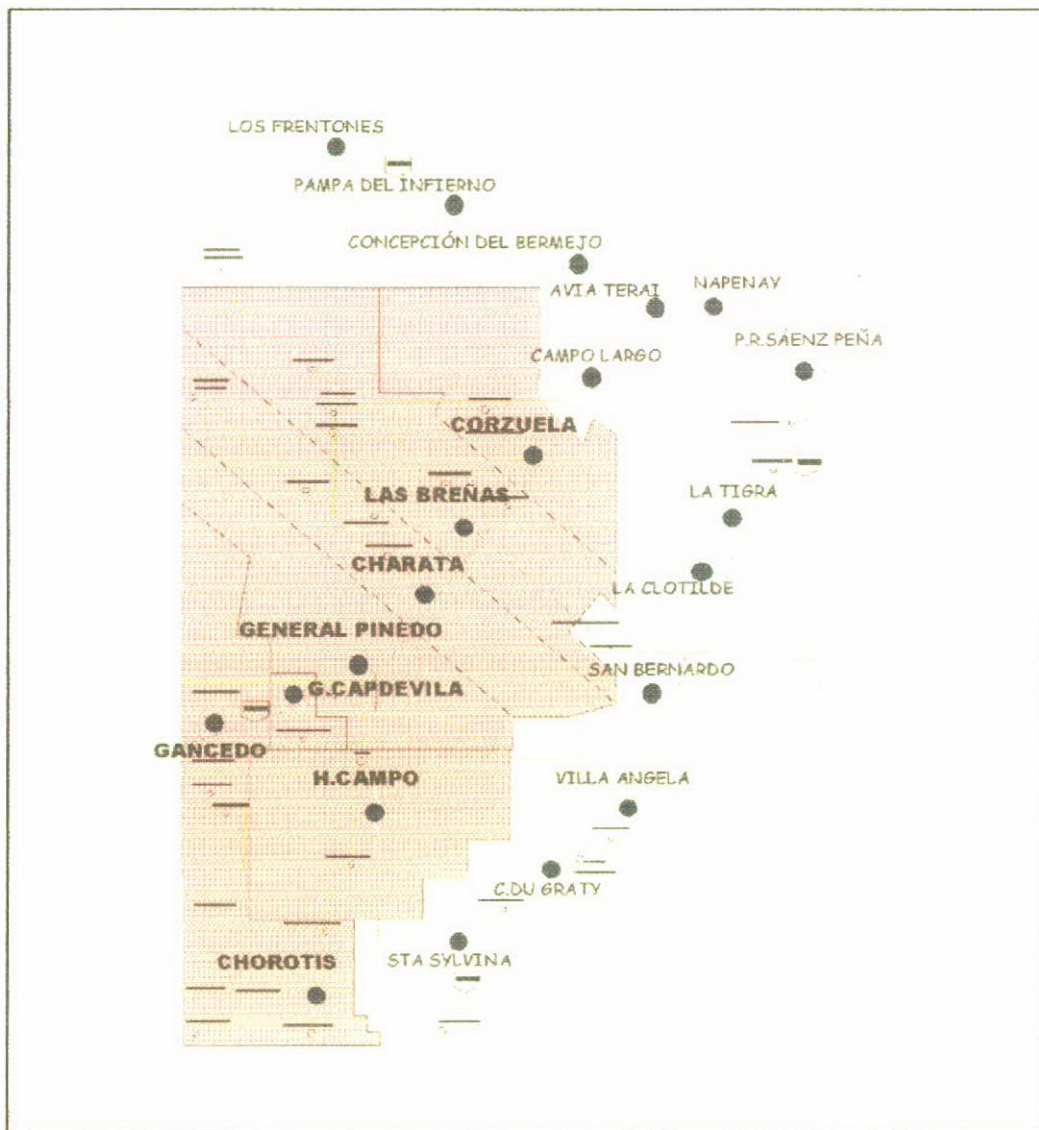 LOS FRENTONES
PAMPA DEL INFIERNO
CONCEPCIÓN DEL BERMEJO
AVIA TERAI
NAPENAY
P.R.SÁENZ PEÑA
CAMPO LARGO
CORZUELA
LAS BREÑAS
LA TIGRA
CHARATA
LA CLOTILDE
GENERAL PINEDO
SAN BERNARDO
G.CAPDEVILA
GANCEDO
H.CAMPO
VILLA ANGELA
C.DU GRATY
STA SYLVINA
CHOROTIS